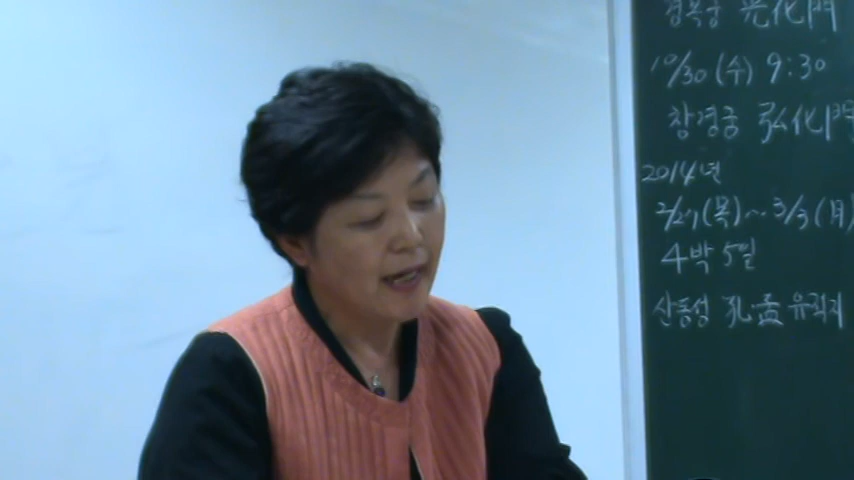 경복궁 光化門
10/30 (수) 9:30
창경궁 弘化門
2014년
2/27(목)~3/3(月)
4박 5일
산동성 孔孟 유적지